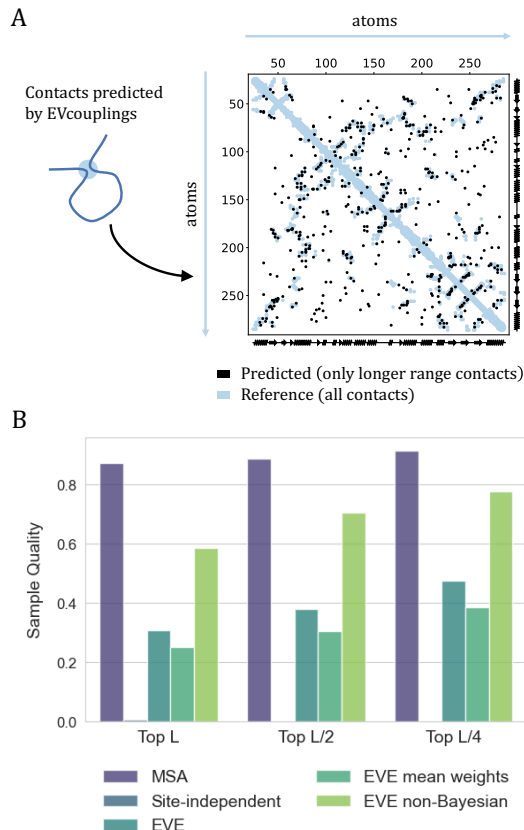 A
atoms
50 100 150 200 250
Contacts predicted
by EVcouplings
atoms
50
100
150
200
250
Predicted (only longer range contacts)
Reference (all contacts)
B
Sample Quality
0.8
0.6
0.4
0.2
0.0
Top L Top L/2 Top L/4
MSA
Site-independent
EVE
EVE mean weights
EVE non-Bayesian